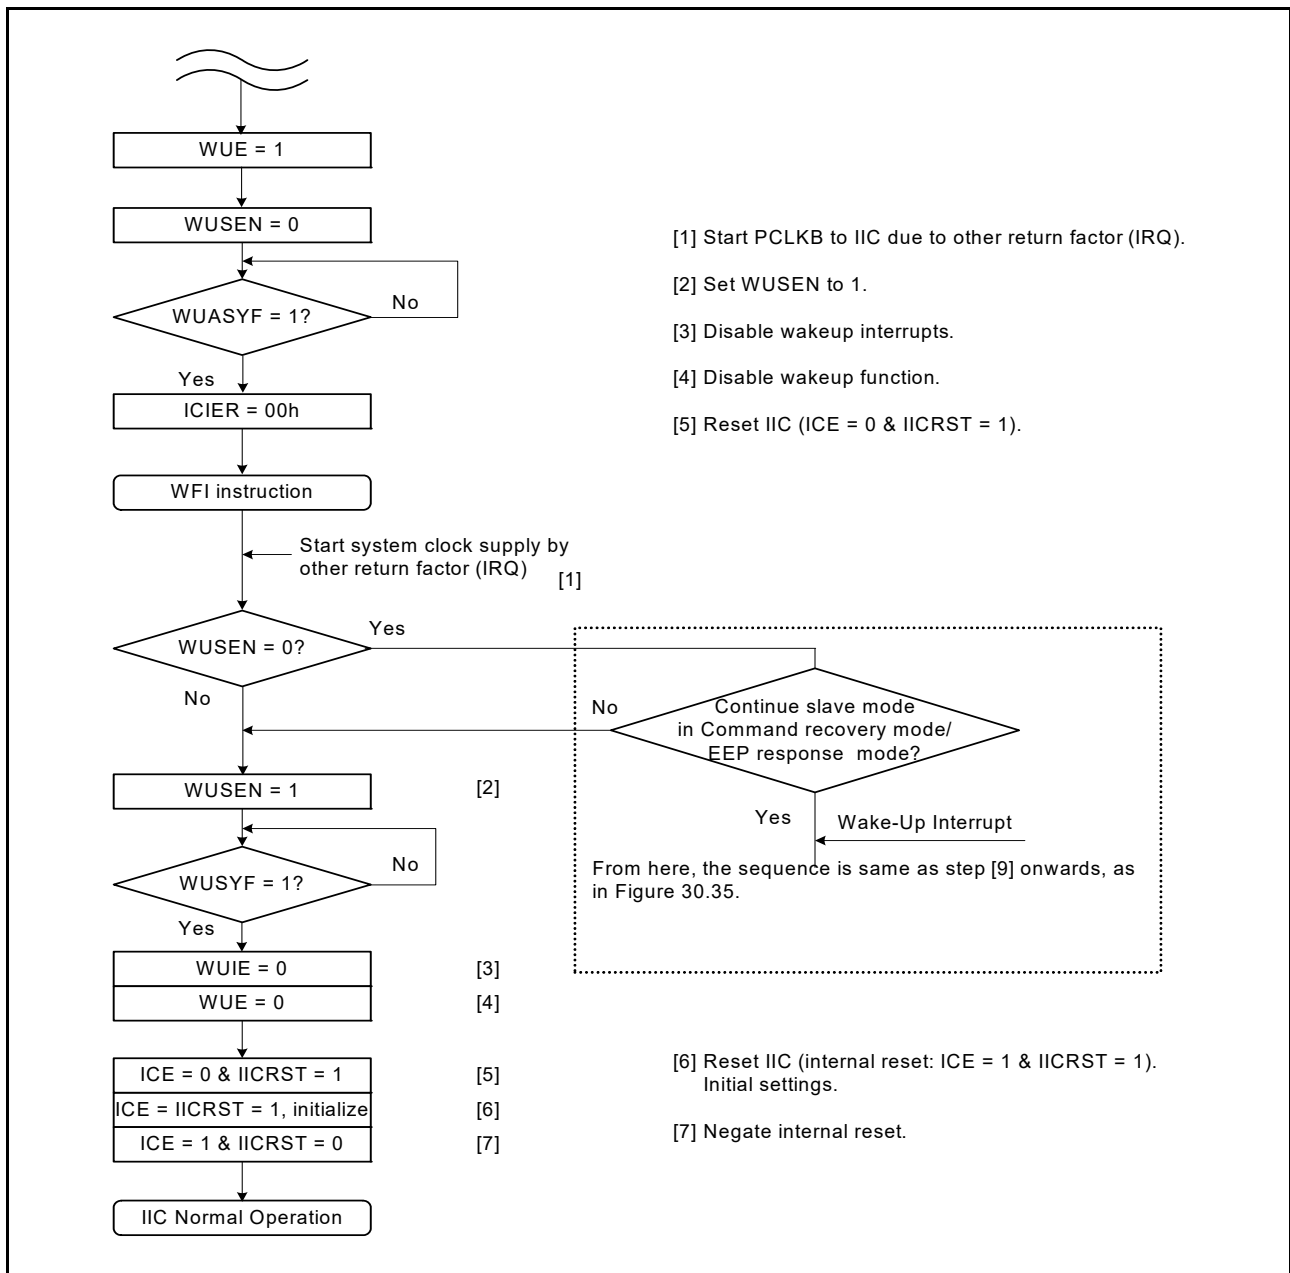 WUE = 1
WUSEN = 0
WUASYF = 1?
No
Yes
ICIER = 00h
WFI instruction
Start system clock supply by
other return factor (IRQ)
[1]
WUSEN = 0?
Yes
No
Continue slave mode
in Command recovery mode/
EEP response mode?
No
Yes
Wake-Up Interrupt
From here, the sequence is same as step [9] onwards, as
in Figure 30.35.
WUSEN = 1
[2]
WUSYF = 1?
No
Yes
WUIE = 0
[3]
WUE = 0
[4]
ICE = 0 & IICRST = 1
[5]
ICE = IICRST = 1, initialize
[6]
ICE = 1 & IICRST = 0
[7]
IIC Normal Operation
[1] Start PCLKB to IIC due to other return factor (IRQ).
[2] Set WUSEN to 1.
[3] Disable wakeup interrupts.
[4] Disable wakeup function.
[5] Reset IIC (ICE = 0 & IICRST = 1).
[6] Reset IIC (internal reset: ICE = 1 & IICRST = 1).
Initial settings.
[7] Negate internal reset.